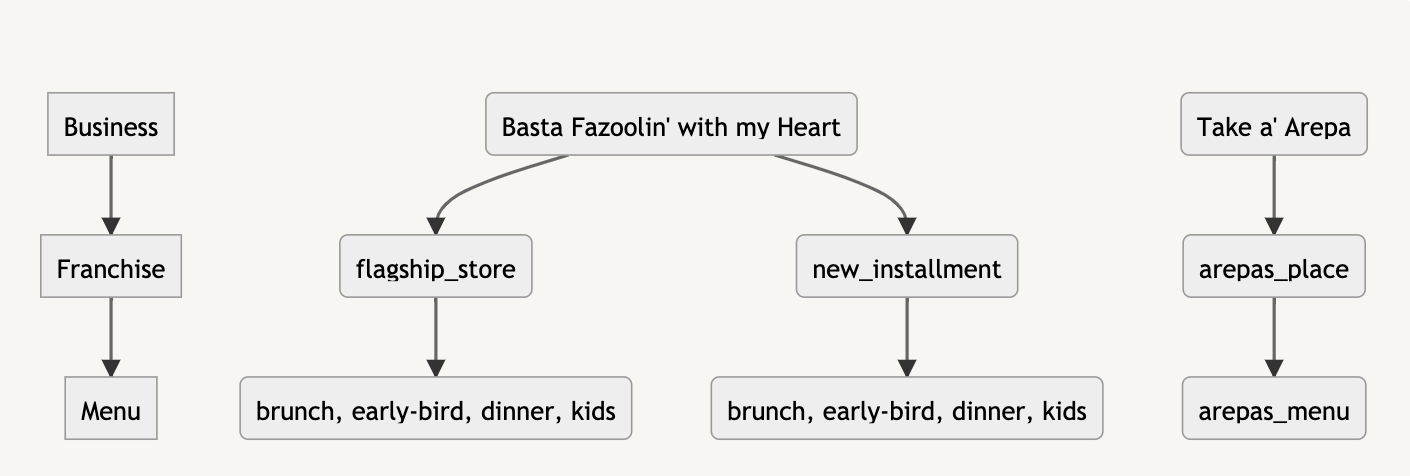 Business
Basta Fazoolin' with my Heart
Take a' Arepa
Franchise
flagship_store
new_installment
arepas_place
Menu
brunch, early-bird, dinner, kids
brunch, early-bird, dinner, kids
arepas_menu